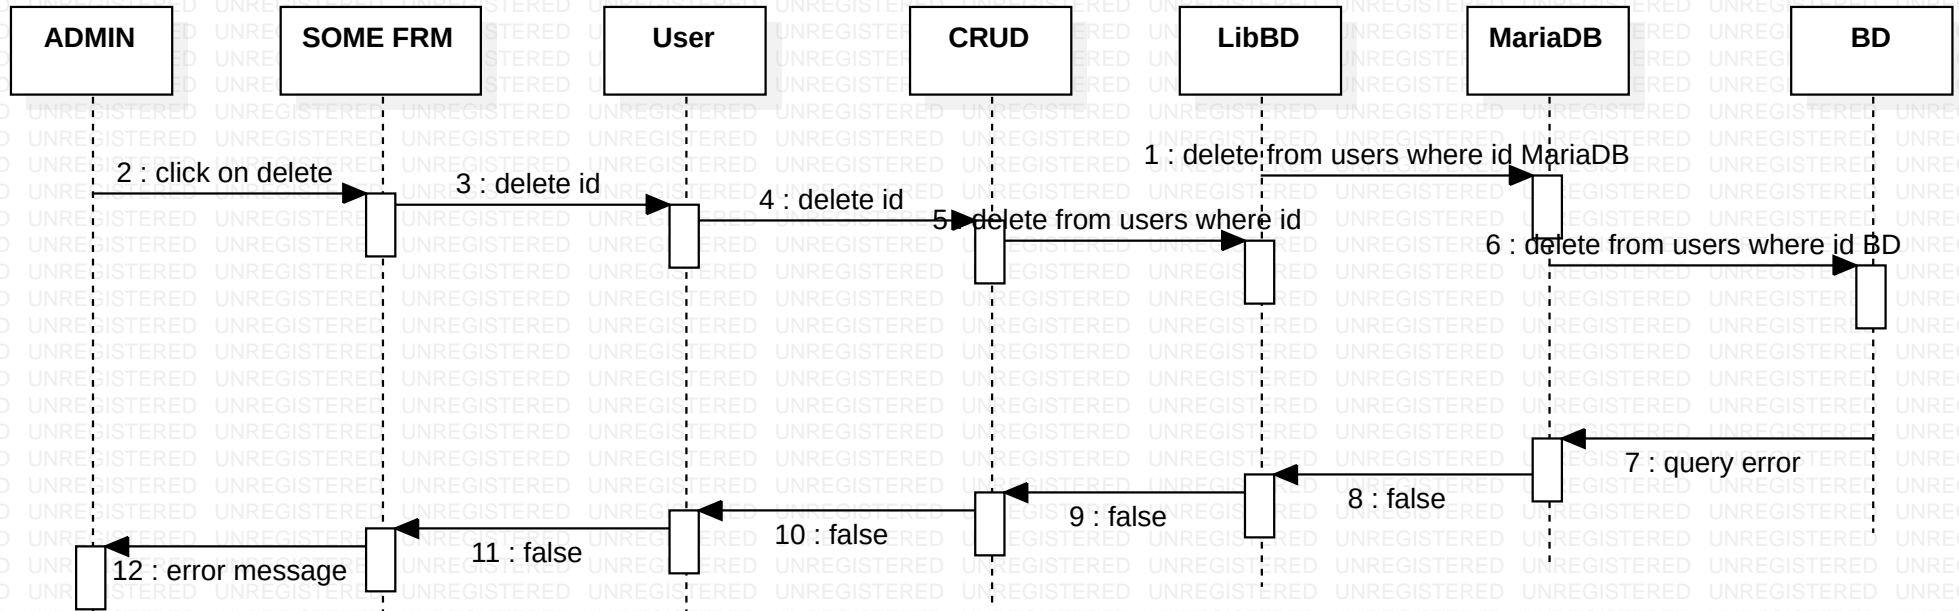 ADMIN
SOME FRM
User
CRUD
LibBD
MariaDB
BD
1 : delete from users where id MariaDB
2 : click on delete
3 : delete id
4 : delete id
5 : delete from users where id
6 : delete from users where id BD
7 : query error
8 : false
9 : false
10 : false
11 : false
12 : error message
UNREGISTERED